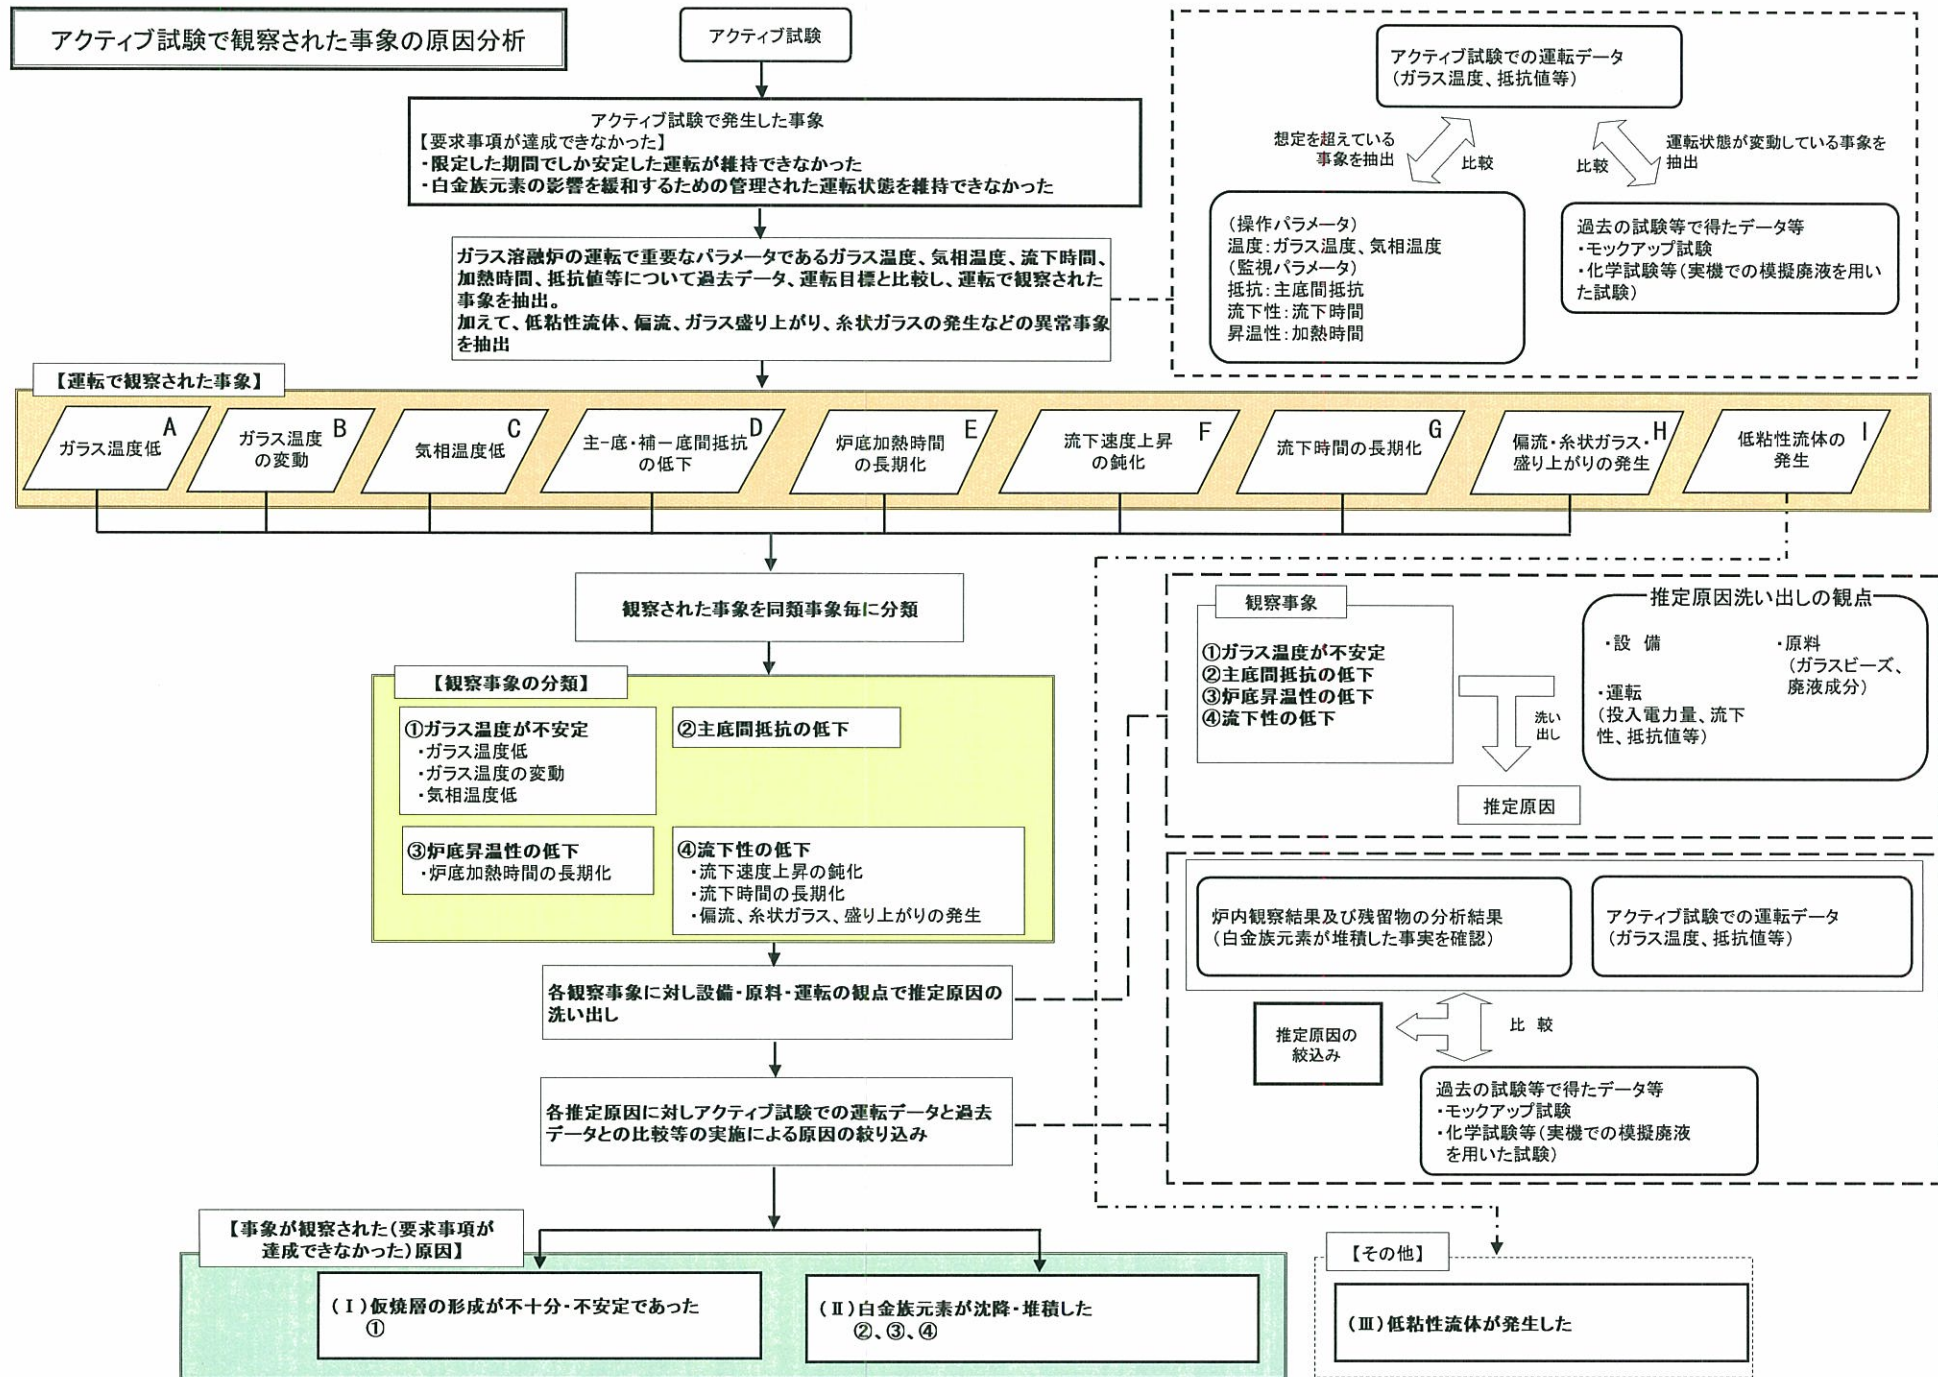 アクティブ試験で観察された事象の原因分析
アクティブ試験
アクティブ試験で発生した事象
【要求事項が達成できなかった】
・限定した期間でしか安定した運転が維持できなかった
・白金族元素の影響を緩和するための管理された運転状態を維持できなかった
ガラス溶融炉の運転で重要なパラメータであるガラス温度、気相温度、流下時間、
加熱時間、抵抗値等について過去データ、運転目標と比較し、運転で観察された
事象を抽出。
加えて、低粘性流体、偏流、ガラス盛り上がり、糸状ガラスの発生などの異常事象
を抽出
アクティブ試験での運転データ
(ガラス温度、抵抗値等)
想定を超えている
事象を抽出
比較
比較
運転状態が変動している事象を
抽出
(操作パラメータ)
温度:ガラス温度、気相温度
(監視パラメータ)
抵抗:主底間抵抗
流下性:流下時間
昇温性:加熱時間
過去の試験等で得たデータ等
・モックアップ試験
・化学試験等(実機での模擬廃液を用い
た試験)
【運転で観察された事象】
ガラス温度低
A
ガラス温度
の変動
B
気相温度低
C
主-底・補-底間抵抗
の低下
D
炉底加熱時間
の長期化
E
流下速度上昇
の鈍化
F
流下時間の長期化
G
偏流・糸状ガラス・
盛り上がりの発生
H
低粘性流体の
発生
I
観察された事象を同類事象毎に分類
【観察事象の分類】
①ガラス温度が不安定
・ガラス温度低
・ガラス温度の変動
・気相温度低
②主底間抵抗の低下
③炉底昇温性の低下
・炉底加熱時間の長期化
④流下性の低下
・流下速度上昇の鈍化
・流下時間の長期化
・偏流、糸状ガラス、盛り上がりの発生
各観察事象に対し設備・原料・運転の観点で推定原因の
洗い出し
各推定原因に対しアクティブ試験での運転データと過去
データとの比較等の実施による原因の絞り込み
観察事象
①ガラス温度が不安定
②主底間抵抗の低下
③炉底昇温性の低下
④流下性の低下
洗い
出し
推定原因
推定原因洗い出しの観点
・設 備
・運転
(投入電力量、流下
性、抵抗値等)
・原料
(ガラスビーズ、
廃液成分)
炉内観察結果及び残留物の分析結果
(白金族元素が堆積した事実を確認)
アクティブ試験での運転データ
(ガラス温度、抵抗値等)
推定原因の
絞込み
比 較
過去の試験等で得たデータ等
・モックアップ試験
・化学試験等(実機での模擬廃液
を用いた試験)
【事象が観察された(要求事項が
達成できなかった)原因】
(Ⅰ)仮焼層の形成が不十分・不安定であった
①
(Ⅱ)白金族元素が沈降・堆積した
②、③、④
【その他】
(Ⅲ)低粘性流体が発生した